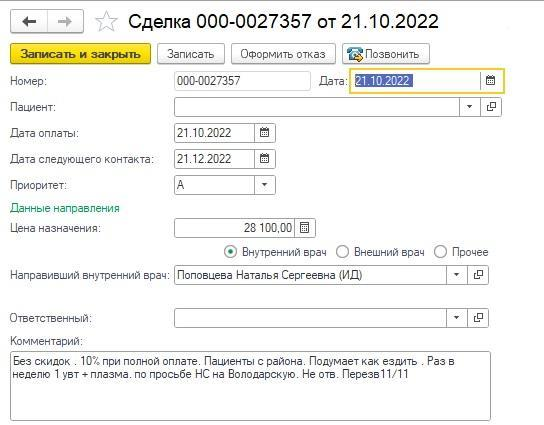 Сделка 000-0027357 от 21.10.2022
Записать и закрыть Записать Оформить отказ Позвонить
Номер: 000-0027357 Дата: 21.10.2022
Пациент:
Дата оплаты: 21.10.2022
Дата следующего контакта: 21.12.2022
Приоритет: A
Данные направления
Цена назначения: 28 100,00
Внутренний врач Внешний врач Прочее
Направивший внутренний врач: Поповцева Наталья Сергеевна (ИД)
Ответственный:
Комментарий:
Без скидок . 10% при полной оплате. Пациенты с района. Подумает как ездить . Раз в
неделю 1 увт + плазма. по просьбе НС на Володарскую. Не отв. Перезв11/11